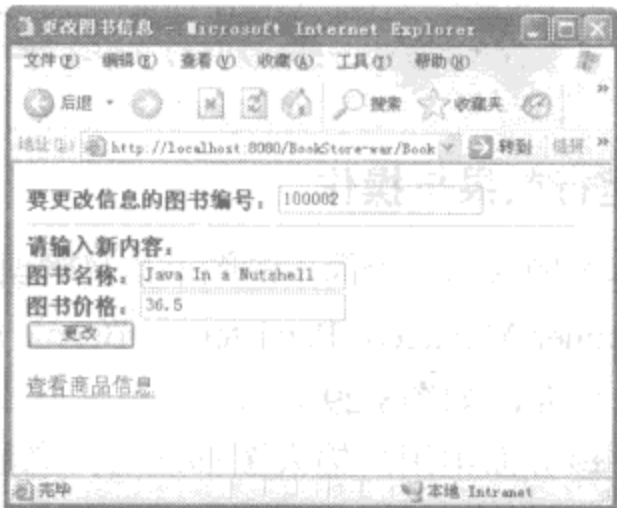 更改图书信息 - Microsoft Internet Explorer
文件(F) 编辑(E) 查看(V) 收藏(A) 工具(T) 帮助(H)
后退 搜索 收藏夹 »
地址(D) http://localhost:8080/BookStore-war/Book 转到 链接 »
要更改信息的图书编号：100002
请输入新内容：
图书名称：Java In a Nutshell
图书价格：36.5
更改
查看商品信息
完毕 本地 Intranet